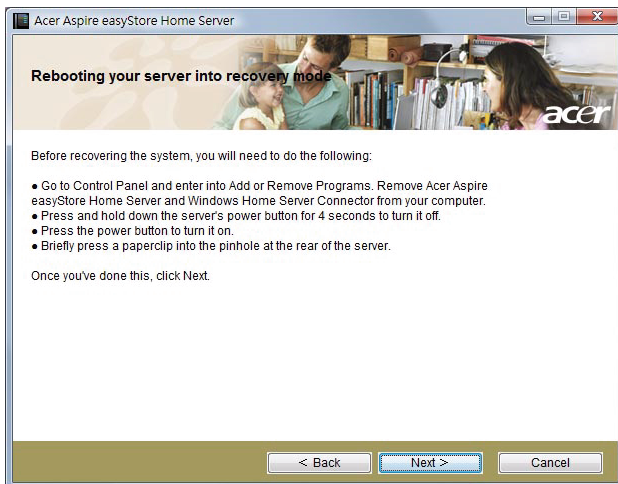 Acer Aspire easyStore Home Server
Rebooting your server into recovery mode
acer
Before recovering the system, you will need to do the following:
● Go to Control Panel and enter into Add or Remove Programs. Remove Acer Aspire
easyStore Home Server and Windows Home Server Connector from your computer.
● Press and hold down the server's power button for 4 seconds to turn it off.
● Press the power button to turn it on.
● Briefly press a paperclip into the pinhole at the rear of the server.
Once you've done this, click Next.
< Back Next > Cancel